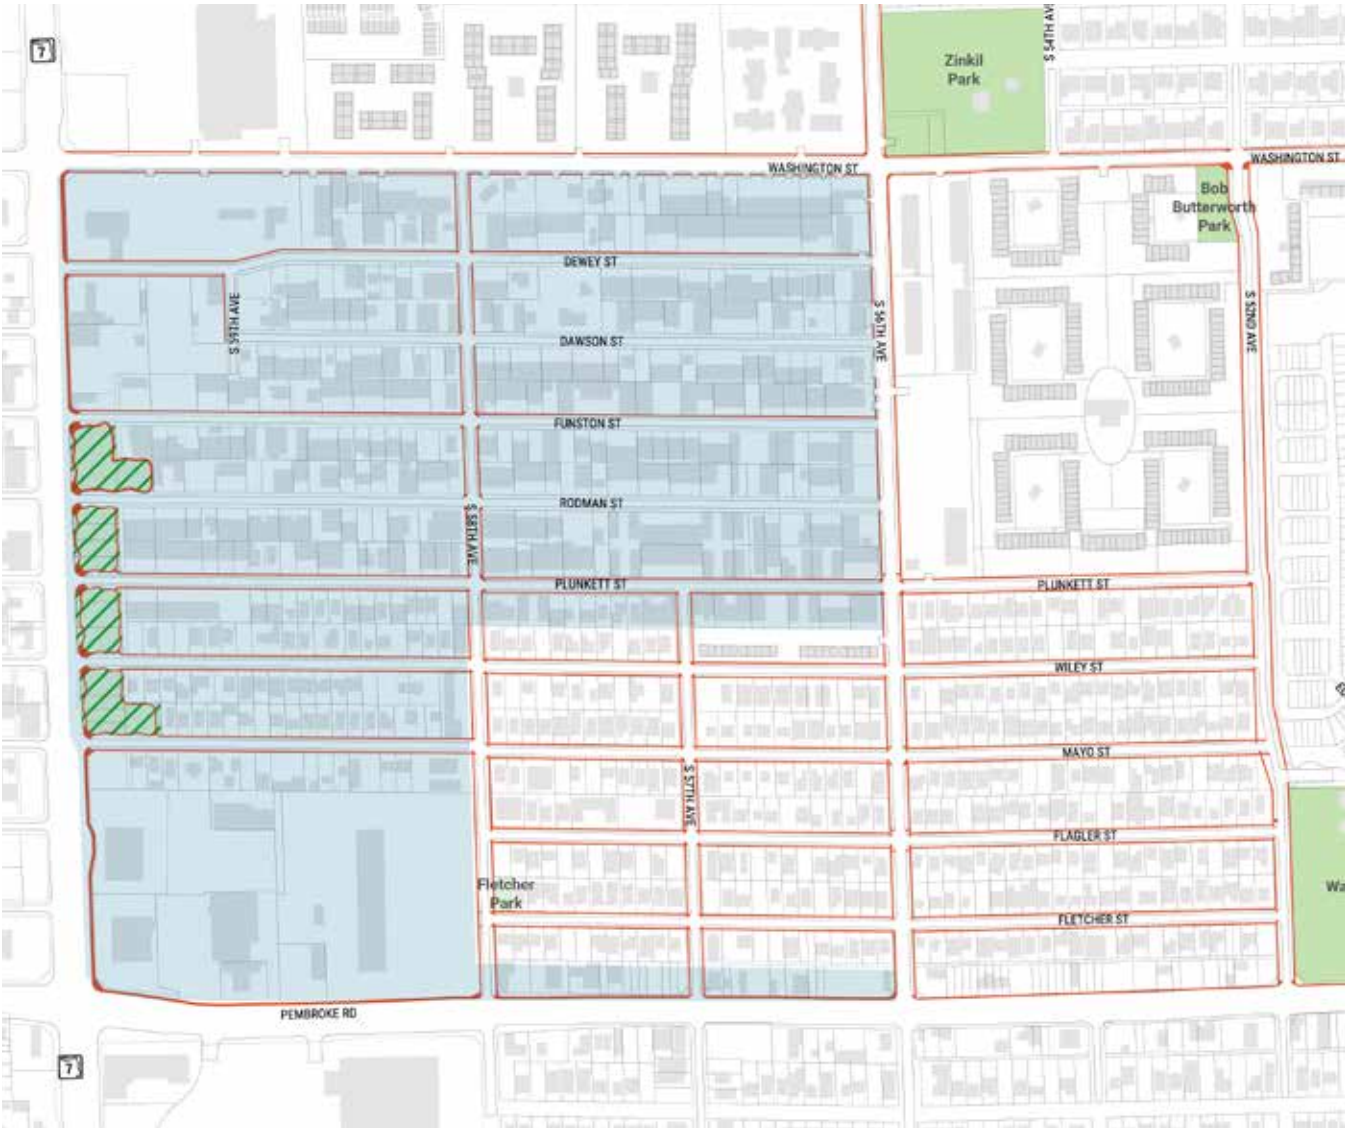 7
Zinkil
Park
S 54TH AVE
WASHINGTON ST
WASHINGTON ST
Bob
Butterworth
Park
DEWEY ST
S 59TH AVE
S 56TH AVE
S 52ND AVE
DAWSON ST
FUNSTON ST
RODMAN ST
S 58TH AVE
PLUNKETT ST
PLUNKETT ST
WILEY ST
MAYO ST
S 57TH AVE
FLAGLER ST
Fletcher
Park
Wa
FLETCHER ST
PEMBROKE RD
7